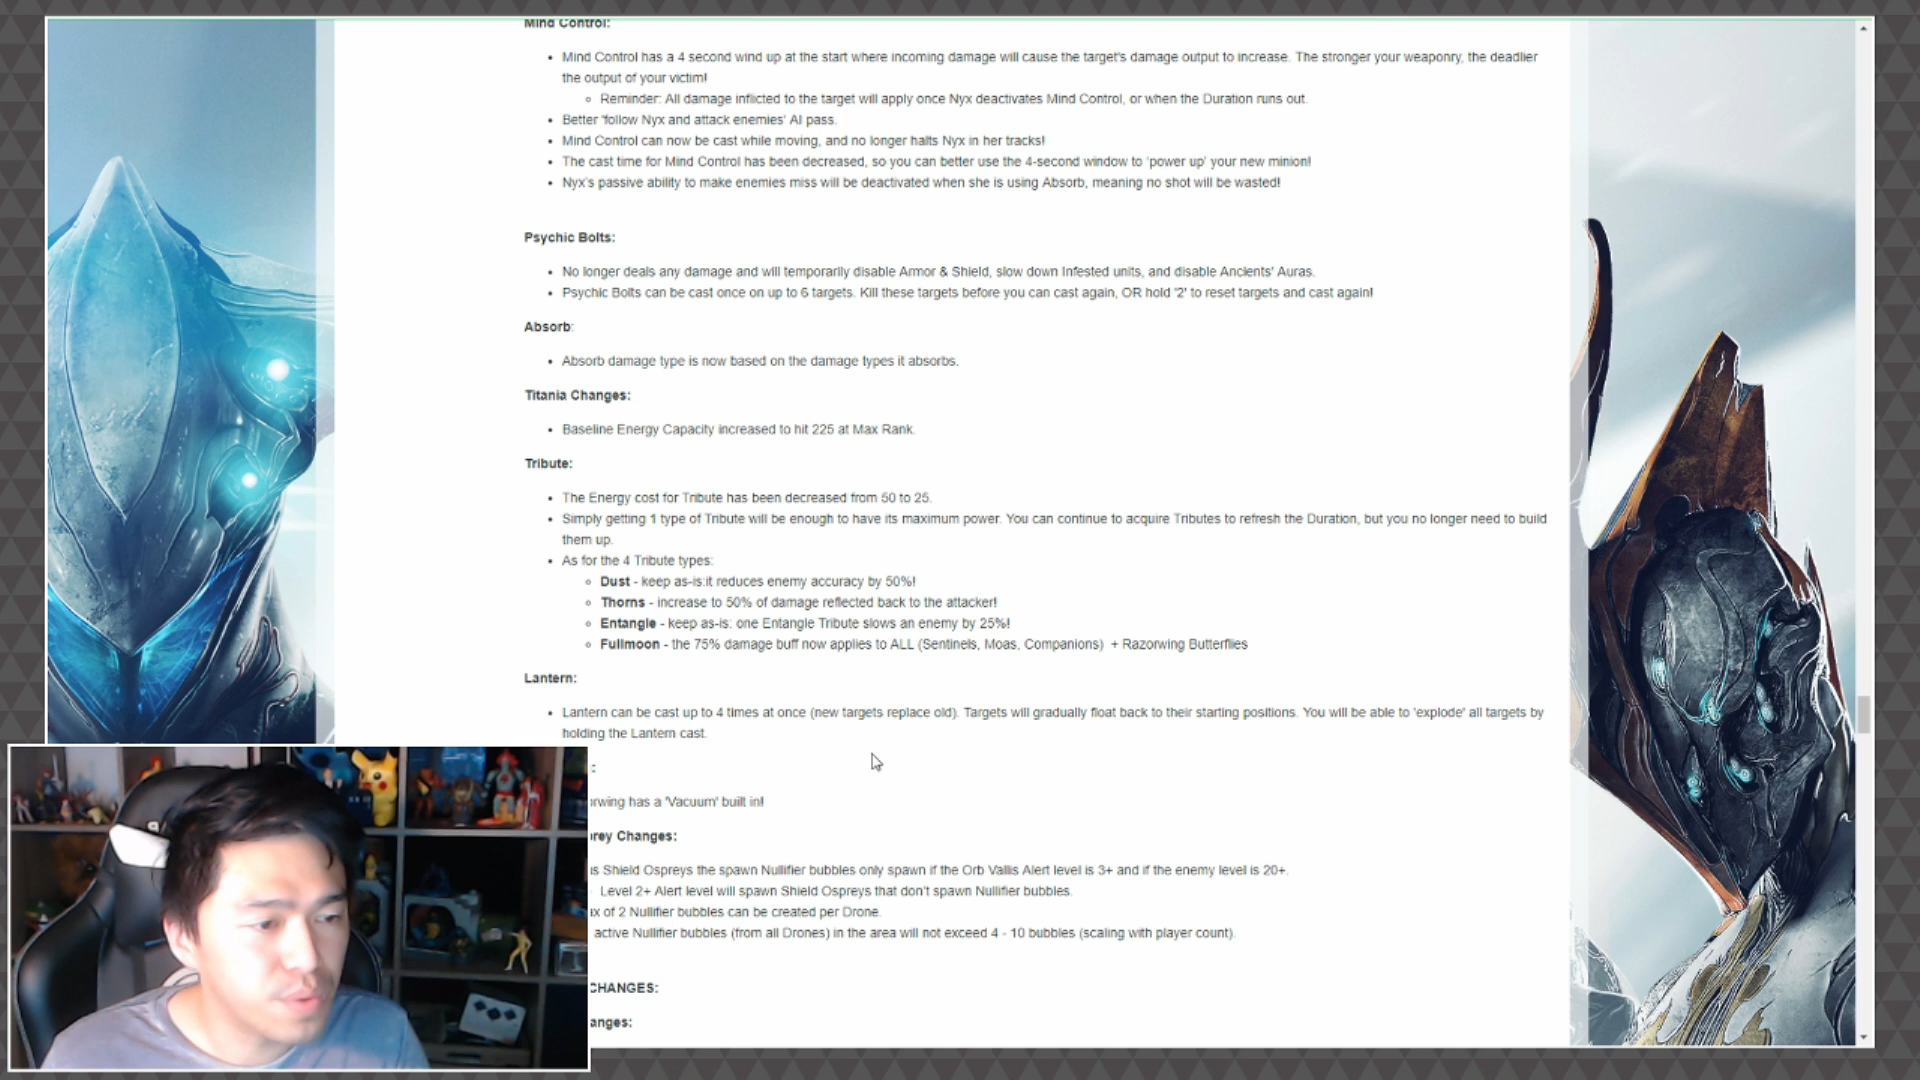 Mind Control:
Mind Control has a 4 second wind up at the start where incoming damage will cause the target's damage output to increase. The stronger your weaponry, the deadlier
the output of your victim!
Reminder: All damage inflicted to the target will apply once Nyx deactivates Mind Control, or when the Duration runs out.
Better 'follow Nyx and attack enemies' AI pass.
Mind Control can now be cast while moving, and no longer halts Nyx in her tracks!
The cast time for Mind Control has been decreased, so you can better use the 4-second window to 'power up' your new minion!
Nyx's passive ability to make enemies miss will be deactivated when she is using Absorb, meaning no shot will be wasted!
Psychic Bolts:
No longer deals any damage and will temporarily disable Armor & Shield, slow down Infested units, and disable Ancients' Auras.
Psychic Bolts can be cast once on up to 6 targets. Kill these targets before you can cast again, OR hold '2' to reset targets and cast again!
Absorb:
Absorb damage type is now based on the damage types it absorbs.
Titania Changes:
Baseline Energy Capacity increased to hit 225 at Max Rank.
Tribute:
The Energy cost for Tribute has been decreased from 50 to 25.
Simply getting 1 type of Tribute will be enough to have its maximum power. You can continue to acquire Tributes to refresh the Duration, but you no longer need to build
them up.
As for the 4 Tribute types:
Dust - keep as-is:it reduces enemy accuracy by 50%!
Thorns - increase to 50% of damage reflected back to the attacker!
Entangle - keep as-is: one Entangle Tribute slows an enemy by 25%!
Fullmoon - the 75% damage buff now applies to ALL (Sentinels, Moas, Companions) + Razorwing Butterflies
Lantern:
Lantern can be cast up to 4 times at once (new targets replace old). Targets will gradually float back to their starting positions. You will be able to 'explode' all targets by
holding the Lantern cast.
:
rwing has a 'Vacuum' built in!
rey Changes:
s Shield Ospreys the spawn Nullifier bubbles only spawn if the Orb Vallis Alert level is 3+ and if the enemy level is 20+.
Level 2+ Alert level will spawn Shield Ospreys that don't spawn Nullifier bubbles.
x of 2 Nullifier bubbles can be created per Drone.
active Nullifier bubbles (from all Drones) in the area will not exceed 4 - 10 bubbles (scaling with player count).
CHANGES:
anges: